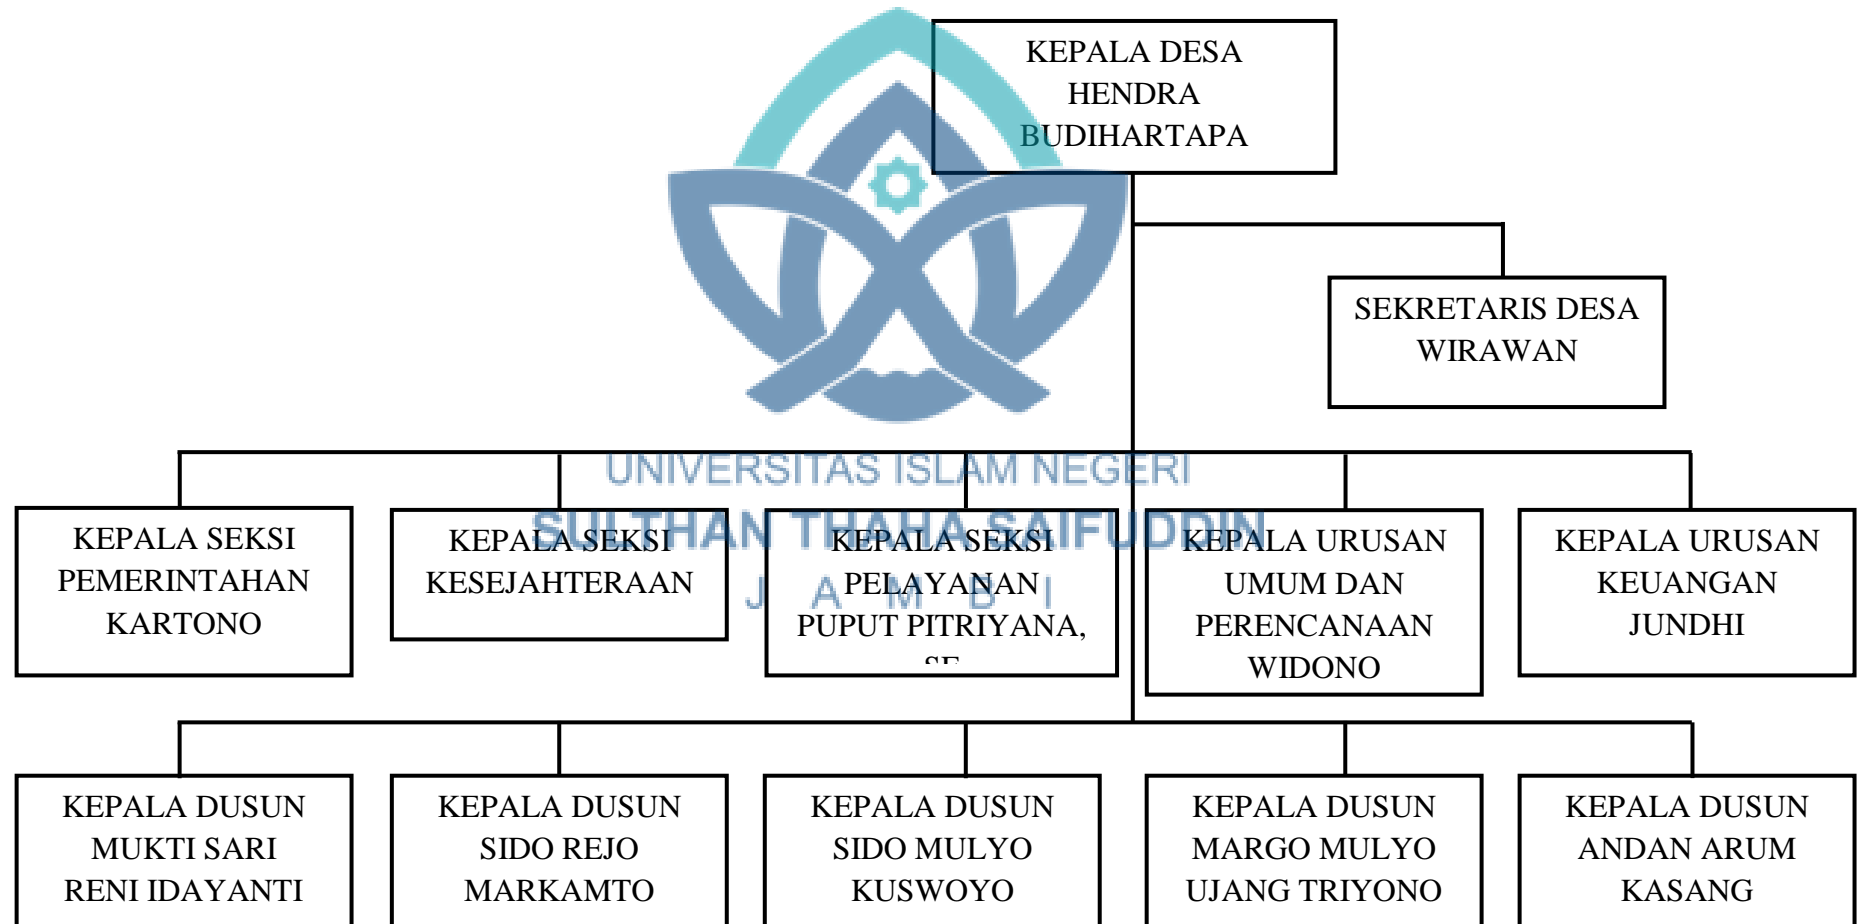 KEPALA DESA
HENDRA
BUDIHARTAPA
SEKRETARIS DESA
WIRAWAN
UNIVERSITAS ISLAM NEGERI
SULTHAN THAHA SAIFUDDIN
JAMBI
KEPALA SEKSI
PEMERINTAHAN
KARTONO
KEPALA SEKSI
KESEJAHTERAAN
KEPALA SEKSI
PELAYANAN
PUPUT PITRIYANA,
SE
KEPALA URUSAN
UMUM DAN
PERENCANAAN
WIDONO
KEPALA URUSAN
KEUANGAN
JUNDHI
KEPALA DUSUN
MUKTI SARI
RENI IDAYANTI
KEPALA DUSUN
SIDO REJO
MARKAMTO
KEPALA DUSUN
SIDO MULYO
KUSWOYO
KEPALA DUSUN
MARGO MULYO
UJANG TRIYONO
KEPALA DUSUN
ANDAN ARUM
KASANG